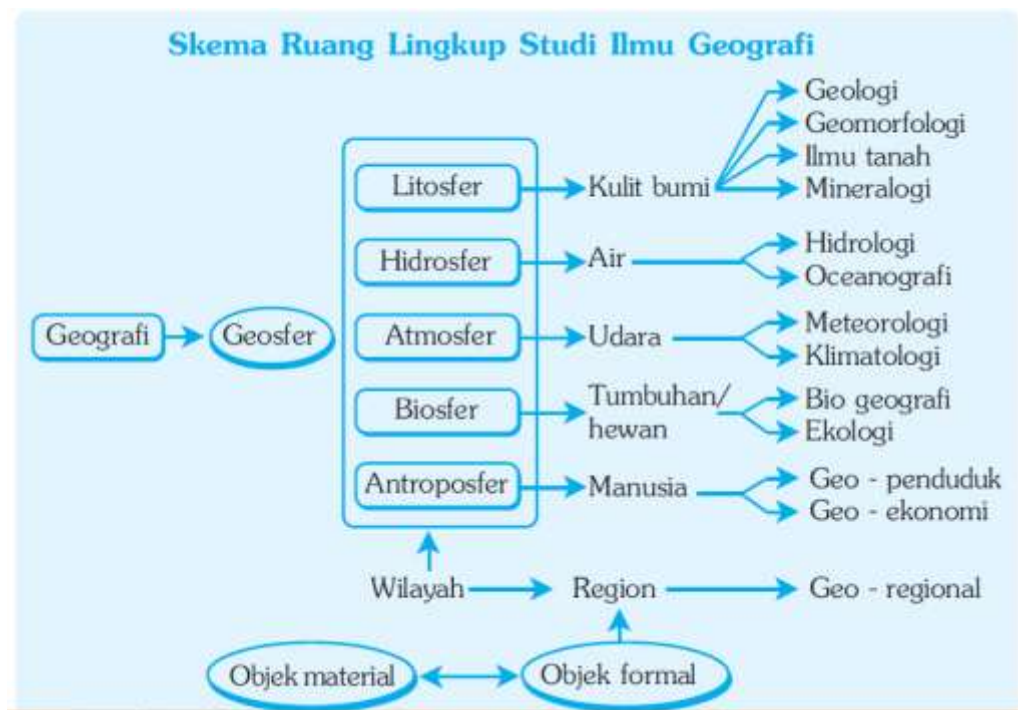 Skema Ruang Lingkup Studi Ilmu Geografi
Geografi
Geosfer
Litosfer
Kulit bumi
Geologi
Geomorfologi
Ilmu tanah
Mineralogi
Hidrosfer
Air
Hidrologi
Oceanografi
Atmosfer
Udara
Meteorologi
Klimatologi
Biosfer
Tumbuhan/
hewan
Bio geografi
Ekologi
Antroposfer
Manusia
Geo - penduduk
Geo - ekonomi
Wilayah
Region
Geo - regional
Objek material
Objek formal